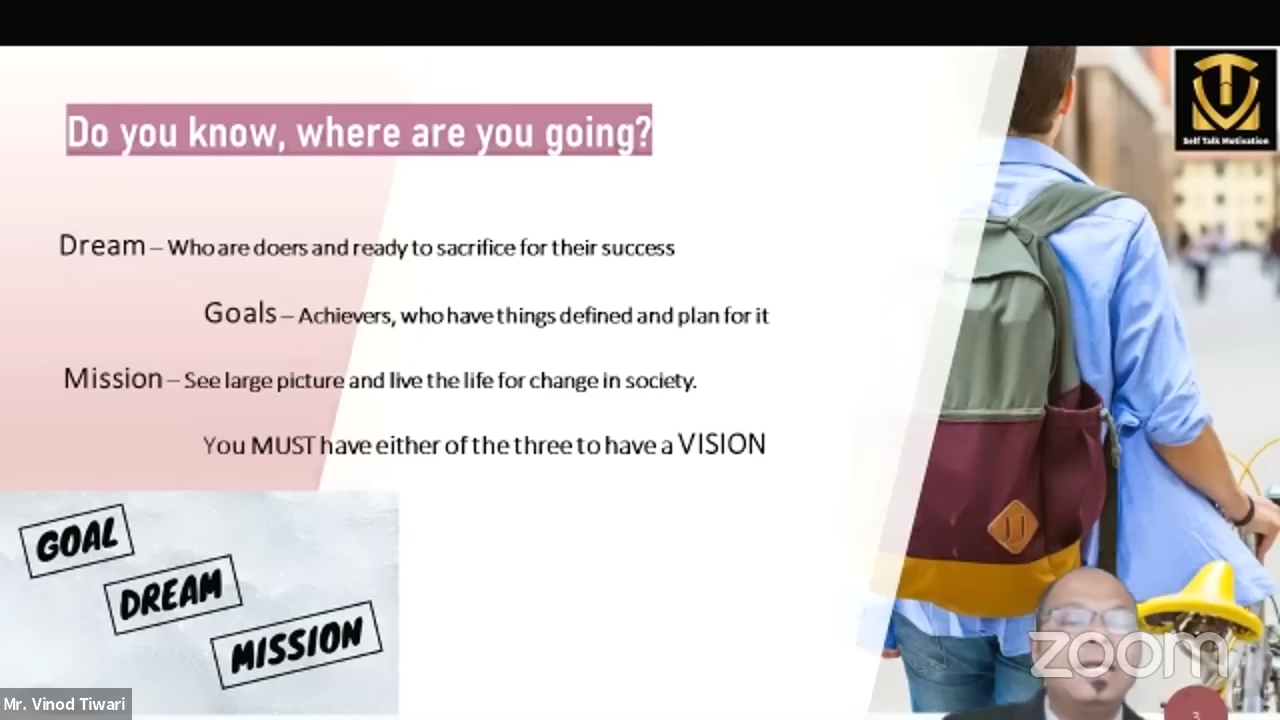 Do you know, where are you going?
Self Talk Motivation
Dream – Who are doers and ready to sacrifice for their success
Goals – Achievers, who have things defined and plan for it
Mission – See large picture and live the life for change in society.
You MUST have either of the three to have a VISION
GOAL
DREAM
MISSION
zoom
Mr. Vinod Tiwari
3